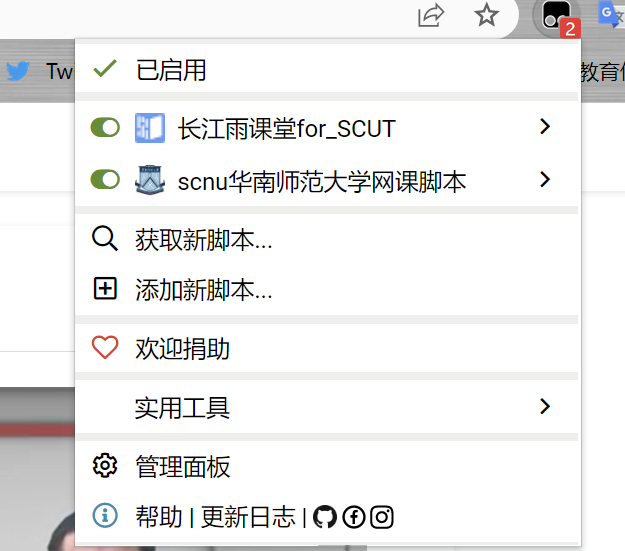 2
Tw
教育
已启用
长江雨课堂for_SCUT
scnu华南师范大学网课脚本
获取新脚本...
添加新脚本...
欢迎捐助
实用工具
管理面板
帮助 | 更新日志 |